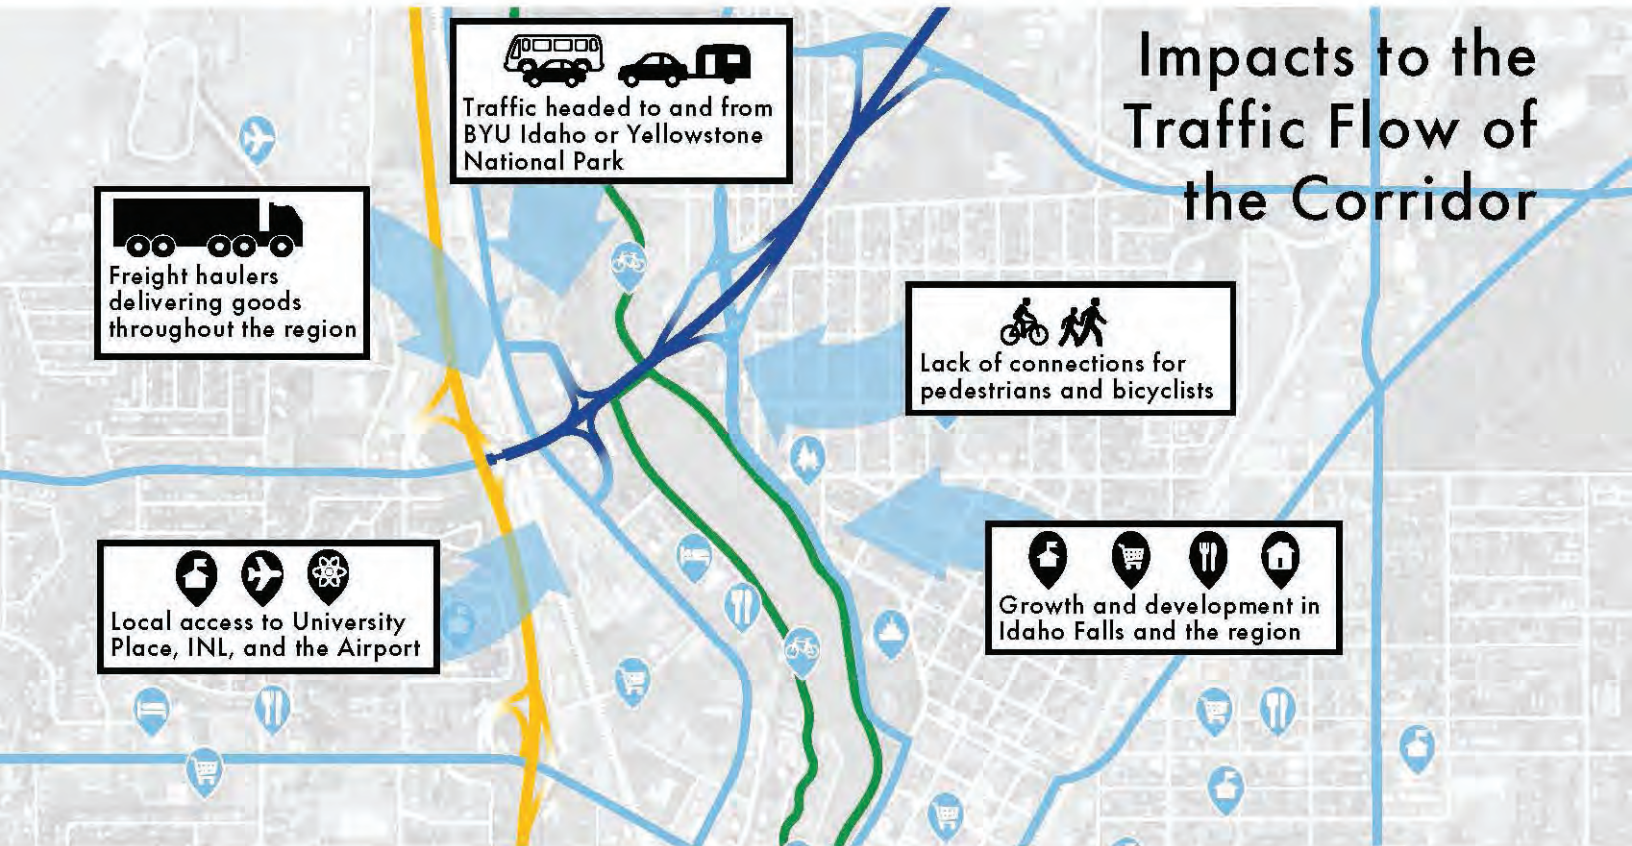 Impacts to the
Traffic Flow of
the Corridor
Traffic headed to and from
BYU Idaho or Yellowstone
National Park
Freight haulers
delivering goods
throughout the region
Lack of connections for
pedestrians and bicyclists
Local access to University
Place, INL, and the Airport
Growth and development in
Idaho Falls and the region